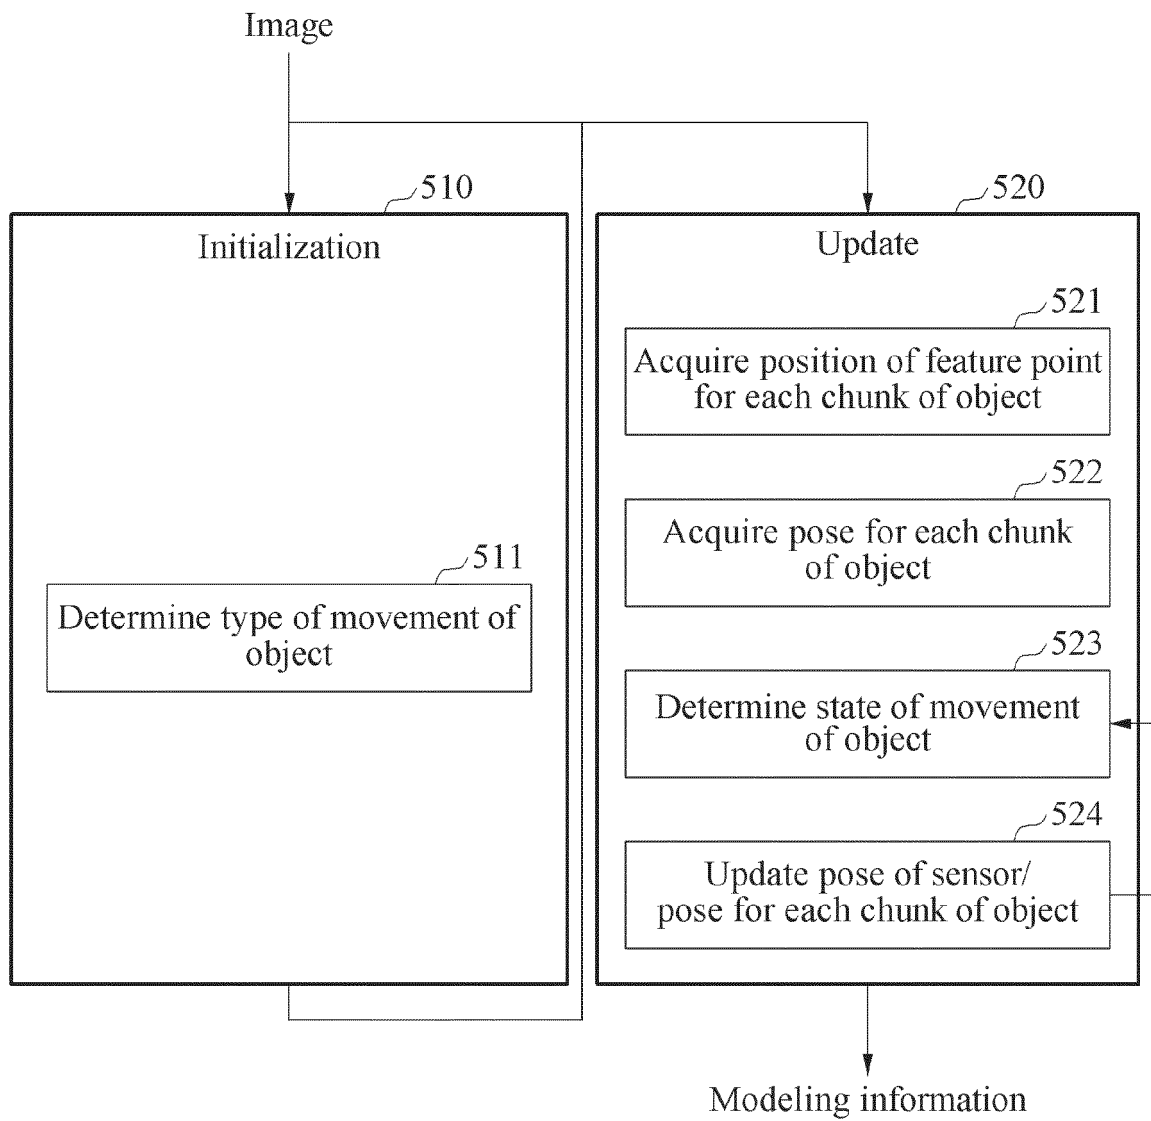 Image
510
Initialization
511
Determine type of movement of
object
520
Update
521
Acquire position of feature point
for each chunk of object
522
Acquire pose for each chunk
of object
523
Determine state of movement
of object
524
Update pose of sensor/
pose for each chunk of object
Modeling information